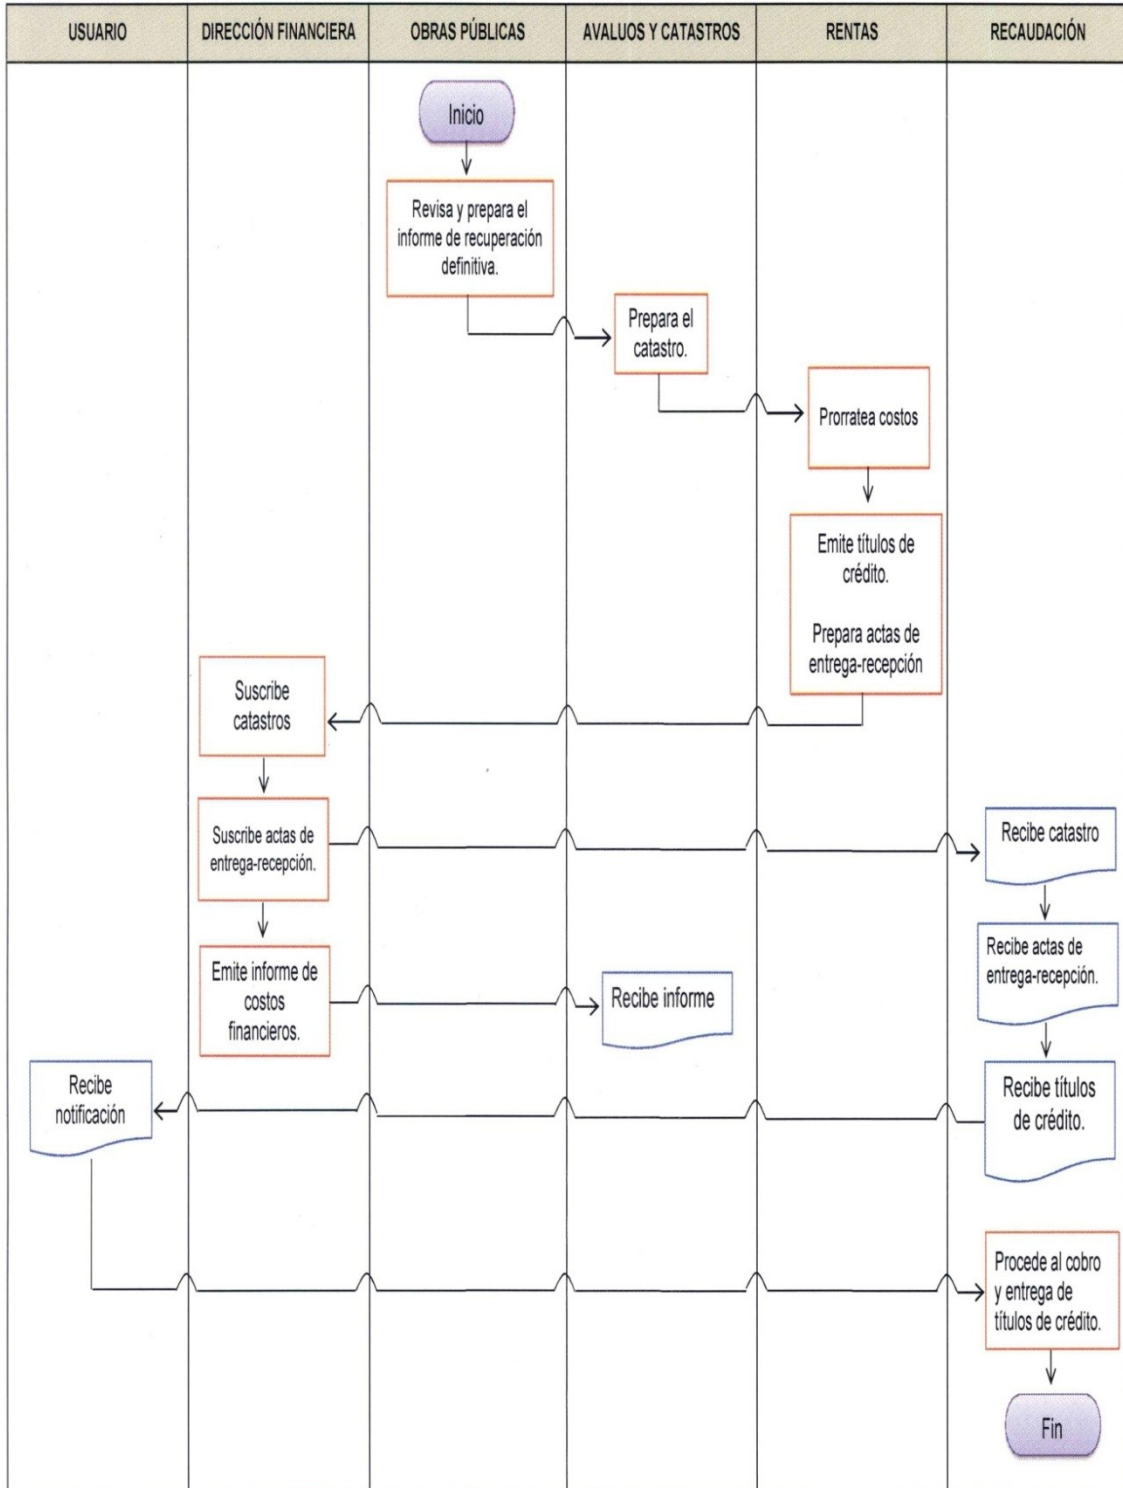 USUARIO
DIRECCIÓN FINANCIERA
OBRAS PÚBLICAS
AVALUOS Y CATASTROS
RENTAS
RECAUDACIÓN
Inicio
Revisa y prepara el
informe de recuperación
definitiva.
Prepara el
catastro.
Prorratea costos
Emite títulos de
crédito.
Prepara actas de
entrega-recepción
Suscribe
catastros
Suscribe actas de
entrega-recepción.
Recibe catastro
Recibe actas de
entrega-recepción.
Emite informe de
costos
financieros.
Recibe informe
Recibe títulos
de crédito.
Recibe
notificación
Procede al cobro
y entrega de
títulos de crédito.
Fin